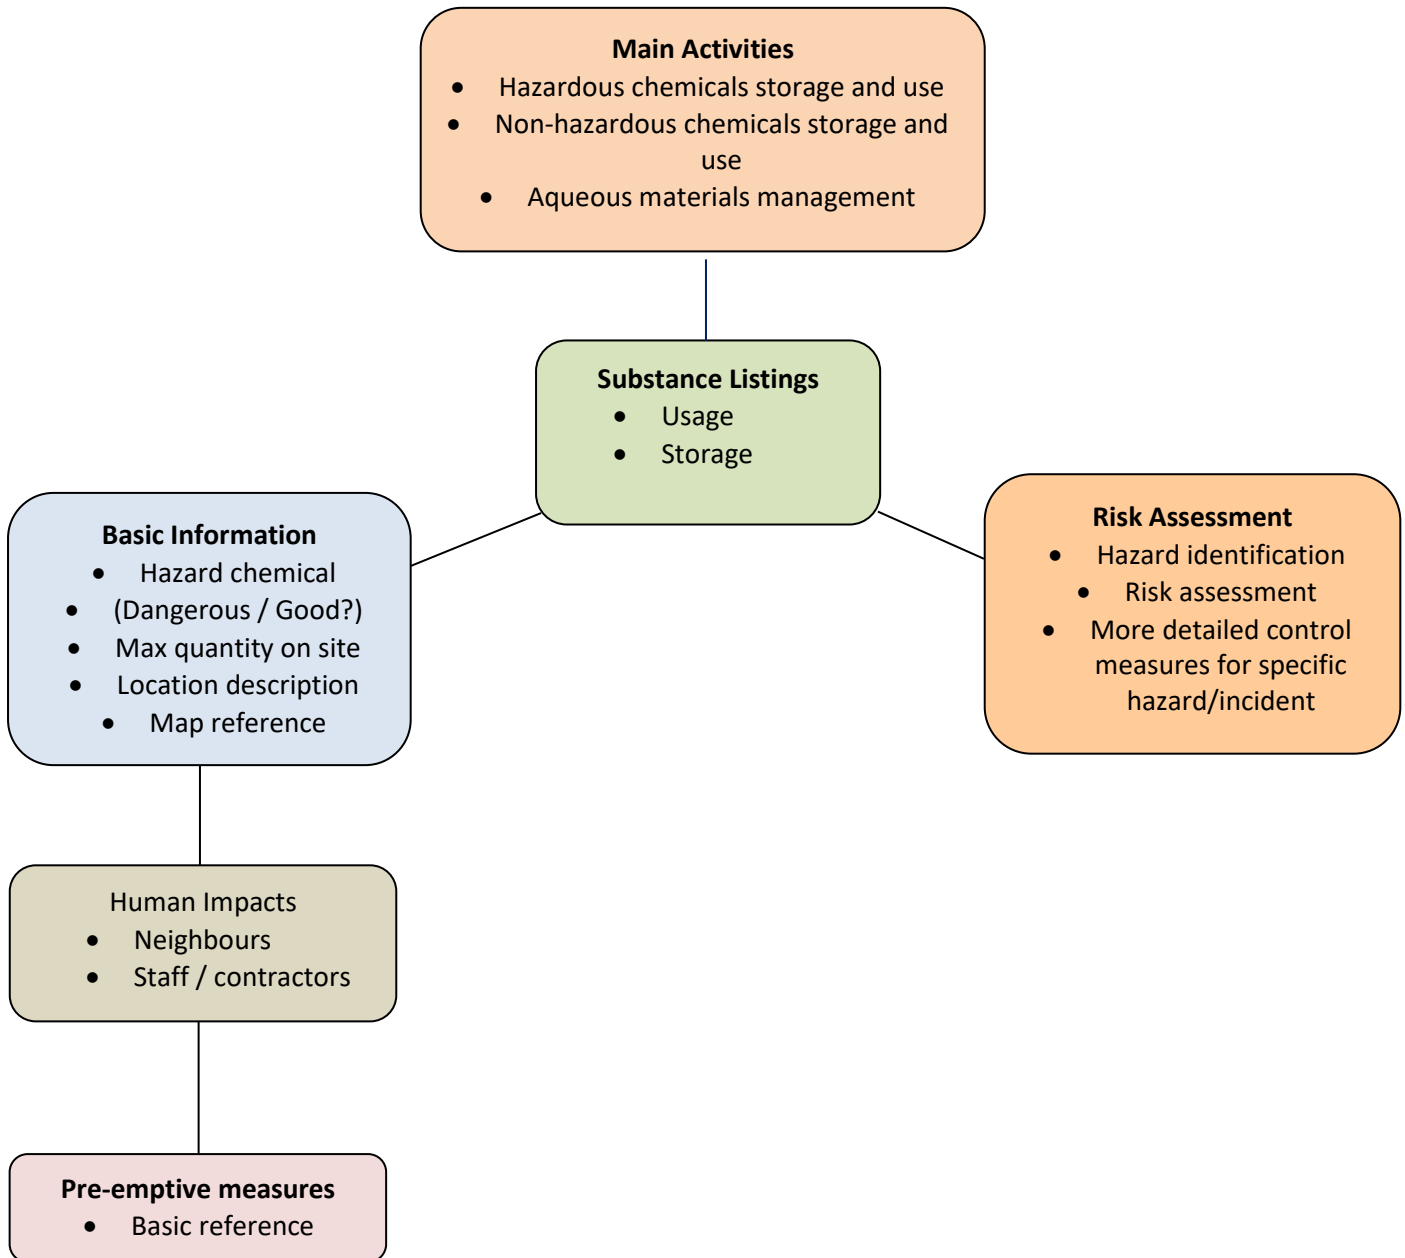 Main Activities
• Hazardous chemicals storage and use
• Non-hazardous chemicals storage and
use
• Aqueous materials management
Substance Listings
• Usage
• Storage
Basic Information
• Hazard chemical
• (Dangerous / Good?)
• Max quantity on site
• Location description
• Map reference
Risk Assessment
• Hazard identification
• Risk assessment
• More detailed control
measures for specific
hazard/incident
Human Impacts
• Neighbours
• Staff / contractors
Pre-emptive measures
• Basic reference